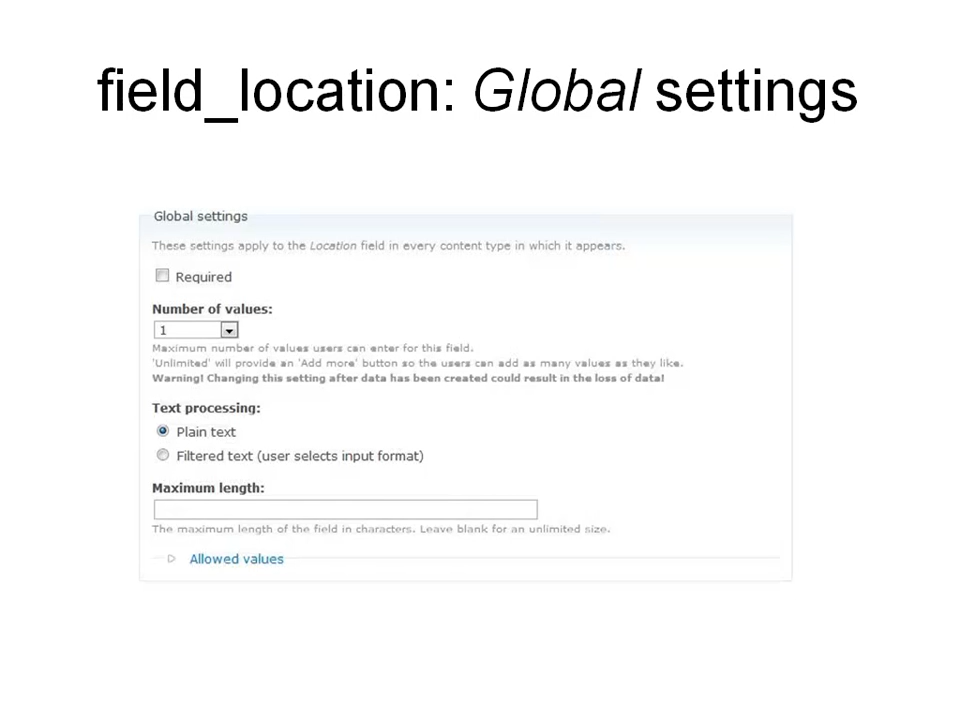 field_location: Global settings
Global settings
These settings apply to the Location field in every content type in which it appears.
Required
Number of values:
1
Maximum number of values users can enter for this field.
'Unlimited' will provide an 'Add more' button so the users can add as many values as they like.
Warning! Changing this setting after data has been created could result in the loss of data!
Text processing:
Plain text
Filtered text (user selects input format)
Maximum length:
The maximum length of the field in characters. Leave blank for an unlimited size.
Allowed values